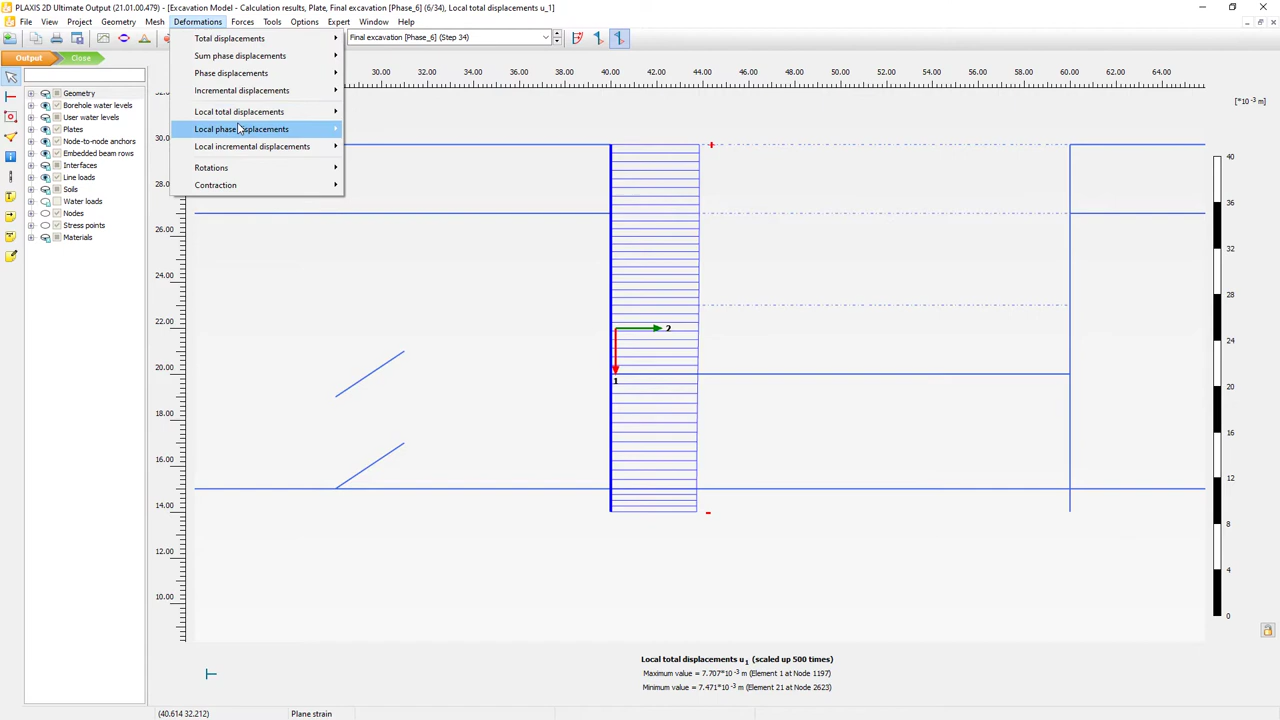 PLAXIS 2D Ultimate Output (21.01.00.479) - [Excavation Model - Calculation results, Plate, Final excavation [Phase_6] (6/34), Local total displacements u_1]
File View Project Geometry Mesh Deformations Forces Tools Options Expert Window Help
Final excavation [Phase_6] (Step 34)
Output Close
Total displacements
Sum phase displacements
Phase displacements
Incremental displacements
Local total displacements
Local phase displacements
Local incremental displacements
Rotations
Contraction
Geometry
Borehole water levels
User water levels
Plates
Node-to-node anchors
Embedded beam rows
Interfaces
Line loads
Soils
Water loads
Nodes
Stress points
Materials
30.00 32.00 34.00 36.00 38.00 40.00 42.00 44.00 46.00 48.00 50.00 52.00 54.00 56.00 58.00 60.00 62.00 64.00
26.00
24.00
22.00
20.00
18.00
16.00
14.00
12.00
10.00
2
1
[*10 -3 m]
40
36
32
28
24
20
16
12
8
4
0
Local total displacements u 1 (scaled up 500 times)
Maximum value = 7.707*10 -3 m (Element 1 at Node 1197)
Minimum value = 7.471*10 -3 m (Element 21 at Node 2623)
(40.614 32.212) Plane strain